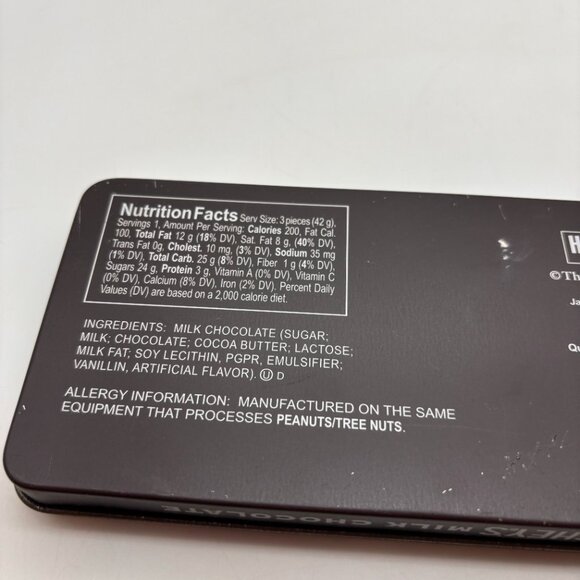 Nutrition Facts Serv Size: 3 pieces (42 g),
Servings 1, Amount Per Serving: Calories 200, Fat Cal.
100, Total Fat 12 g (18% DV), Sat. Fat 8 g, (40% DV),
Trans Fat 0g, Cholest. 10 mg, (3% DV), Sodium 35 mg
(1% DV), Total Carb. 25 g (8% DV), Fiber 1 g (4% DV),
Sugars 24 g, Protein 3 g, Vitamin A (0% DV), Vitamin C
(0% DV), Calcium (8% DV), Iron (2% DV). Percent Daily
Values (DV) are based on a 2,000 calorie diet.
INGREDIENTS: MILK CHOCOLATE (SUGAR;
MILK; CHOCOLATE; COCOA BUTTER; LACTOSE;
MILK FAT; SOY LECITHIN, PGPR, EMULSIFIER;
VANILLIN, ARTIFICIAL FLAVOR). Ⓤ D
ALLERGY INFORMATION: MANUFACTURED ON THE SAME
EQUIPMENT THAT PROCESSES PEANUTS/TREE NUTS.
H
©Th
Ja
Qu
HEY'S MILK CHOCOLATE